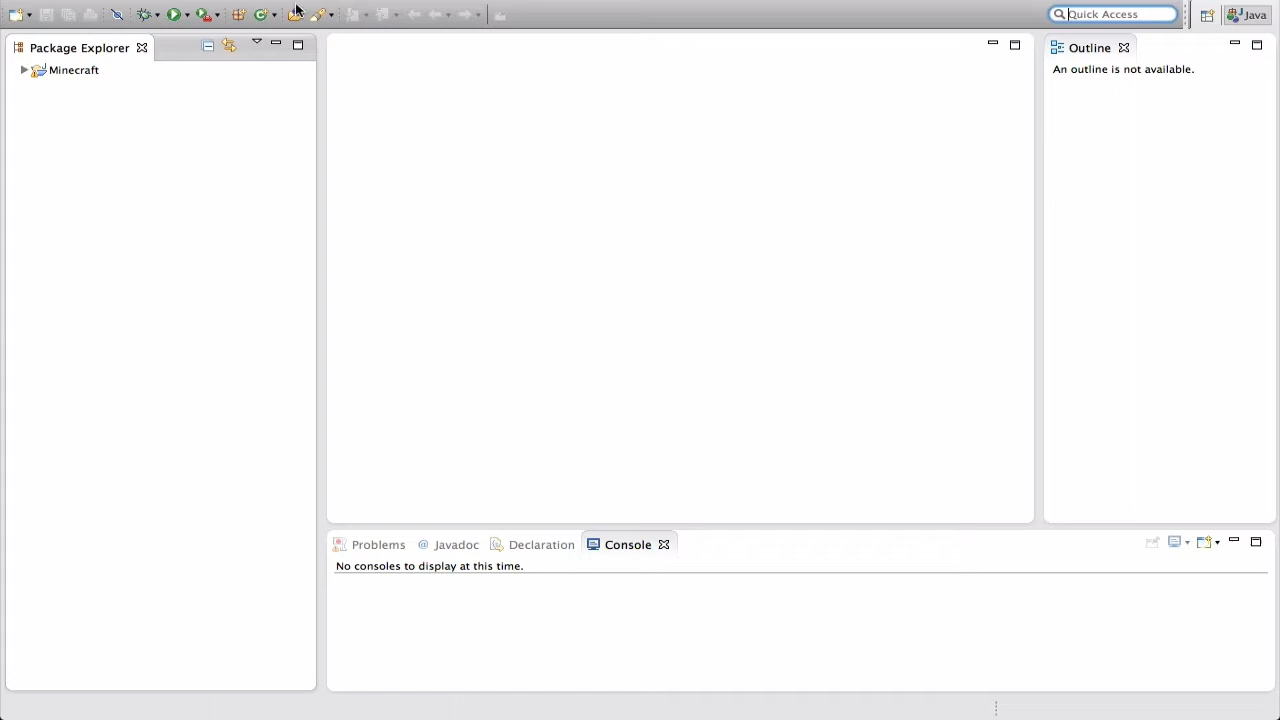 Quick Access
Java
Package Explorer
Minecraft
Outline
An outline is not available.
Problems
@ Javadoc
Declaration
Console
No consoles to display at this time.